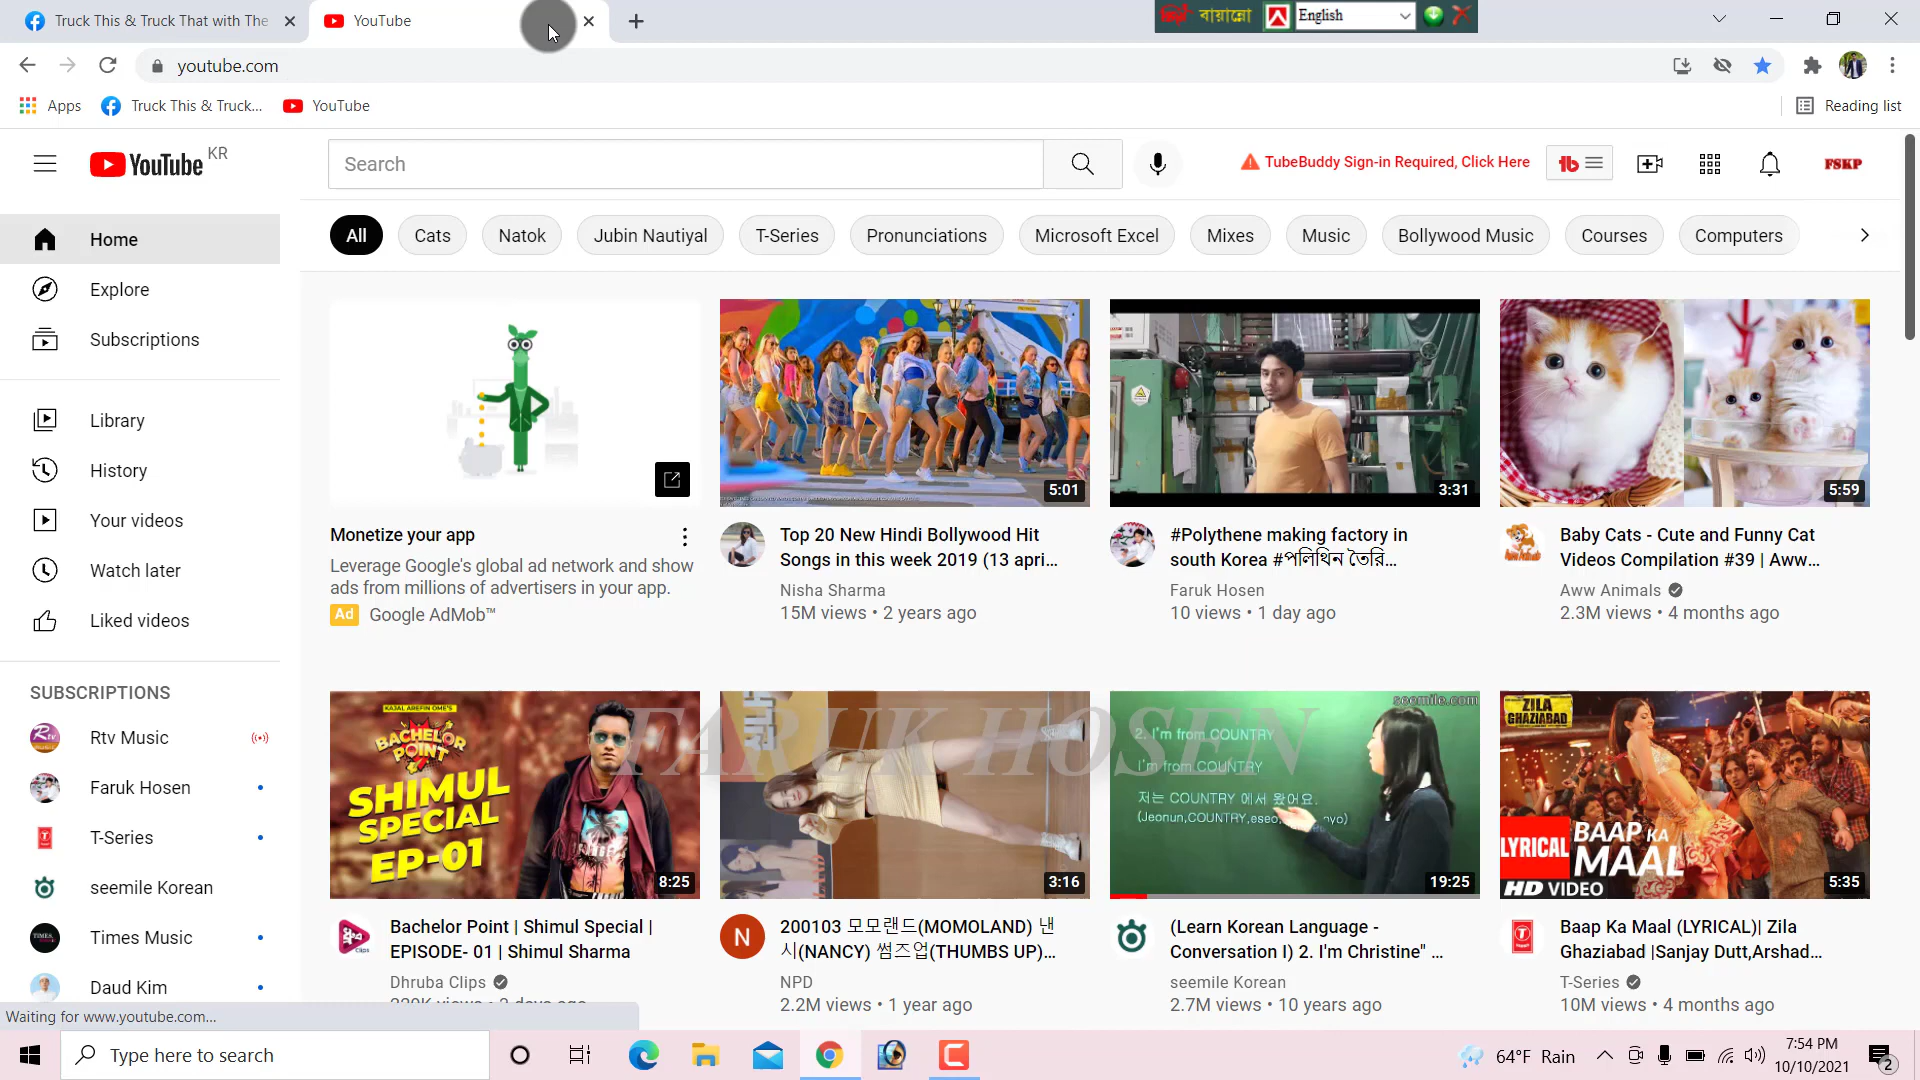 Truck This & Truck That with The
YouTube
বায়ান্নো
English
youtube.com
Apps
Truck This & Truck...
YouTube
Reading list
YouTube KR
Search
TubeBuddy Sign-in Required, Click Here
tb
FSKP
All
Cats
Natok
Jubin Nautiyal
T-Series
Pronunciations
Microsoft Excel
Mixes
Music
Bollywood Music
Courses
Computers
Home
Explore
Subscriptions
Library
History
Your videos
Watch later
Liked videos
SUBSCRIPTIONS
Rtv Music
Faruk Hosen
T-Series
seemile Korean
Times Music
Daud Kim
Monetize your app
Leverage Google's global ad network and show
ads from millions of advertisers in your app.
Ad Google AdMob™
5:01
Top 20 New Hindi Bollywood Hit
Songs in this week 2019 (13 apri...
Nisha Sharma
15M views • 2 years ago
3:31
#Polythene making factory in
south Korea #পলিথিন তৈরি...
Faruk Hosen
10 views • 1 day ago
5:59
Baby Cats - Cute and Funny Cat
Videos Compilation #39 | Aww...
Aww Animals
2.3M views • 4 months ago
KAJAL AREFIN OME'S
BACHELOR
POINT
SHIMUL
SPECIAL
EP-01
8:25
Bachelor Point | Shimul Special |
EPISODE- 01 | Shimul Sharma
Dhruba Clips
FARUK HOSEN
3:16
N
200103 모모랜드(MOMOLAND) 낸
시(NANCY) 썸즈업(THUMBS UP)...
NPD
2.2M views • 1 year ago
seemile.com
2. I'm from COUNTRY
I'm from COUNTRY
저는 COUNTRY 에서 왔어요.
(Jeonun,COUNTRY,eseo,
19:25
(Learn Korean Language -
Conversation I) 2. I'm Christine" ...
seemile Korean
2.7M views • 10 years ago
ZILA
GHAZIABAD
LYRICAL
BAAP KA
MAAL
HD VIDEO
5:35
Baap Ka Maal (LYRICAL)| Zila
Ghaziabad |Sanjay Dutt,Arshad...
T-Series
10M views • 4 months ago
Waiting for www.youtube.com...
Type here to search
64°F Rain
7:54 PM
10/10/2021
2